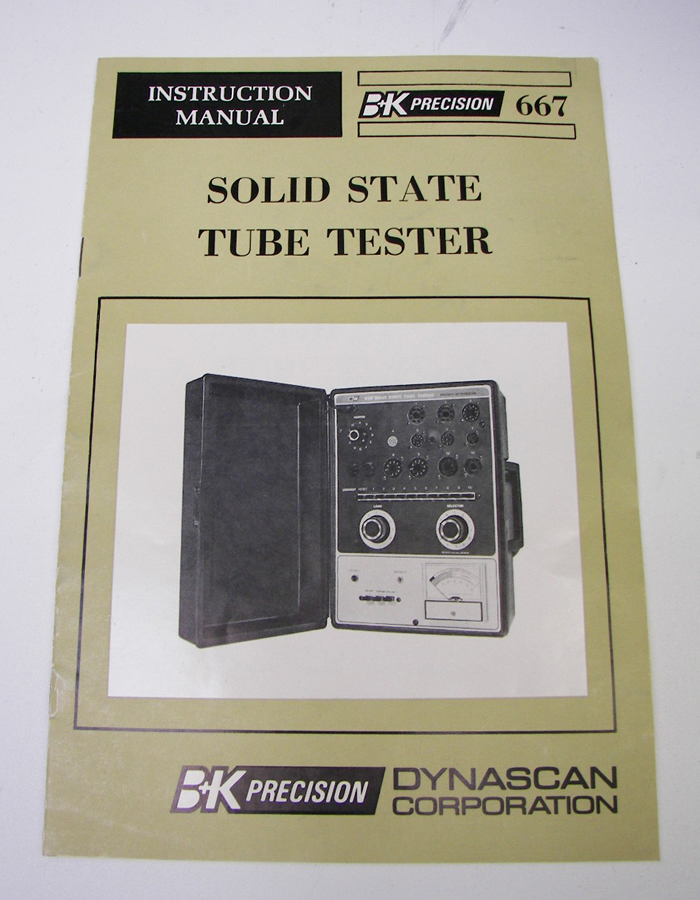 INSTRUCTION
MANUAL
B+K PRECISION 667
SOLID STATE
TUBE TESTER
B+K PRECISION
DYNASCAN
CORPORATION